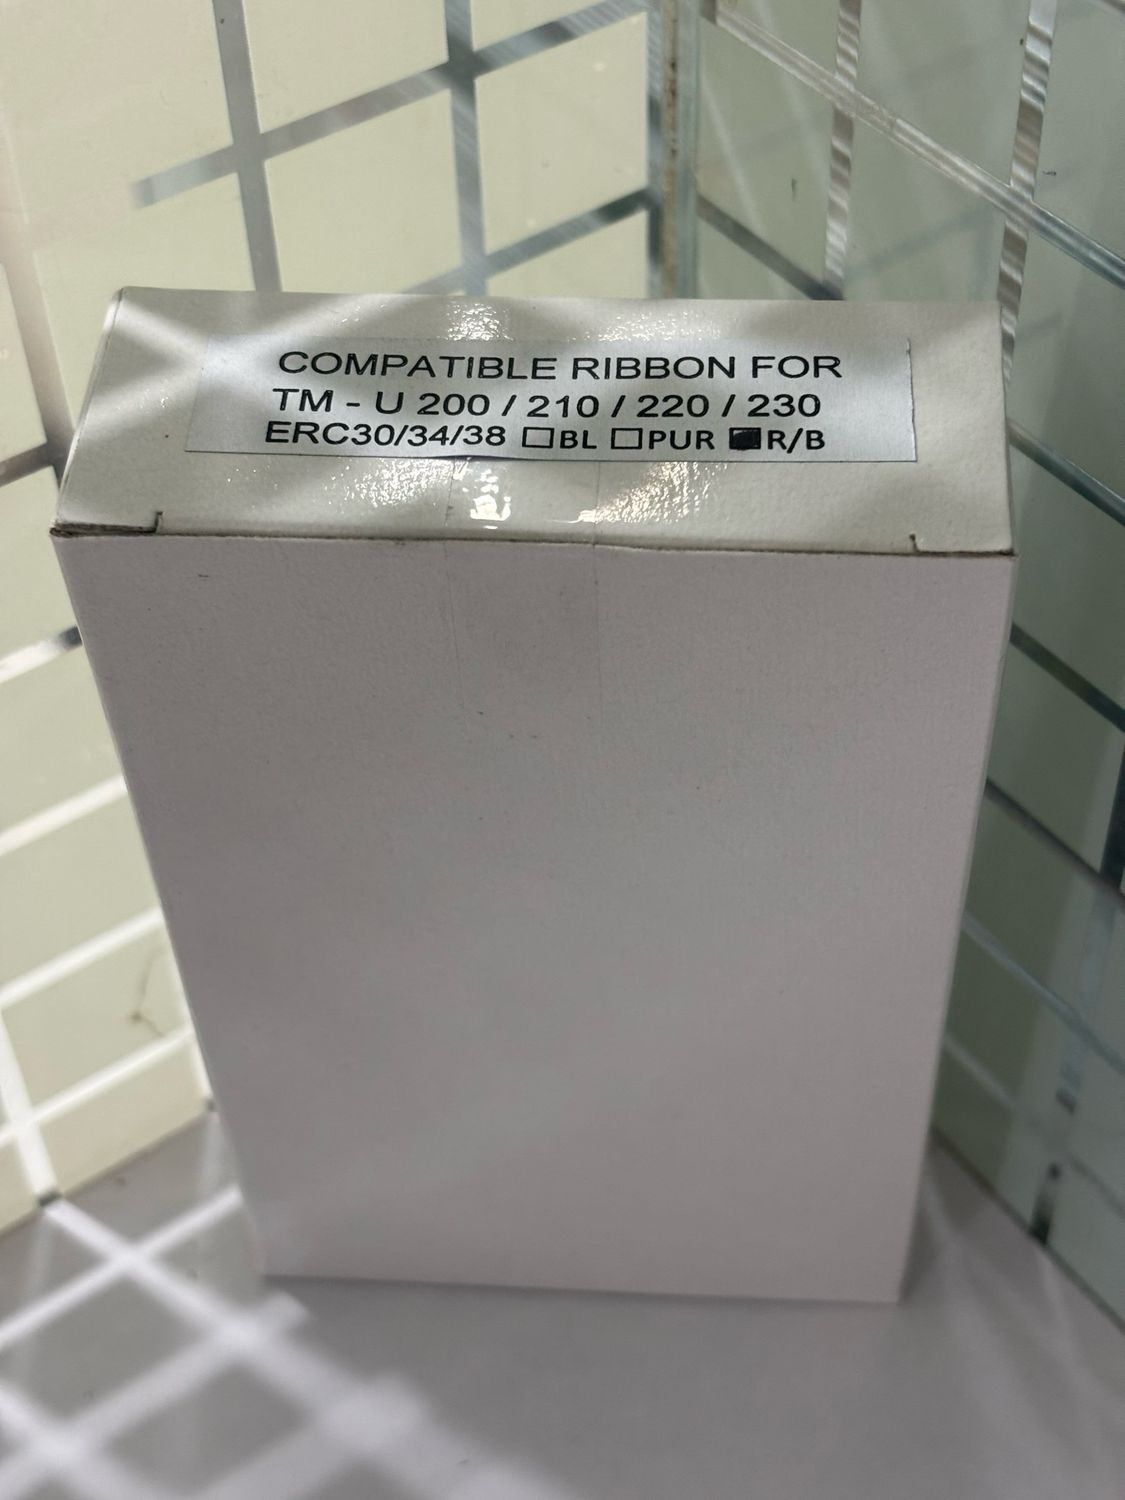 COMPATIBLE RIBBON FOR
TM - U 200 / 210 / 220 / 230
ERC30/34/38 ☐BL ☐PUR ■R/B